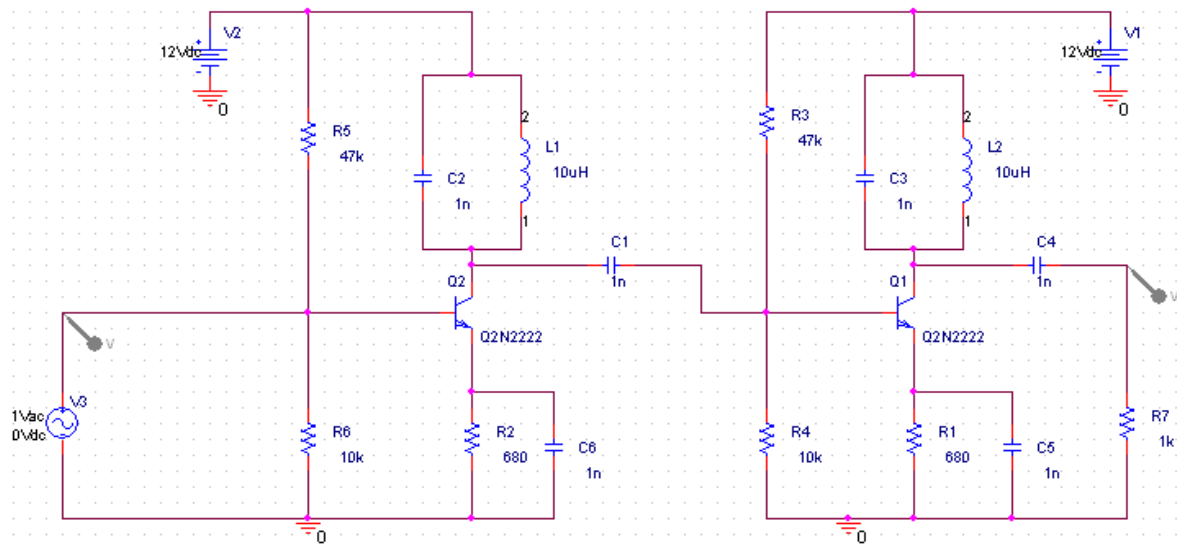 V2
12Vdc
+
-
0
R5
47k
C2
1n
2
L1
10uH
1
C1
1n
Q2
Q2N2222
V
V3
1Vac
0Vdc
R6
10k
R2
680
C6
1n
0
R3
47k
C3
1n
2
L2
10uH
1
V1
12Vdc
+
-
0
C4
1n
V
Q1
Q2N2222
R4
10k
R1
680
C5
1n
R7
1k
0